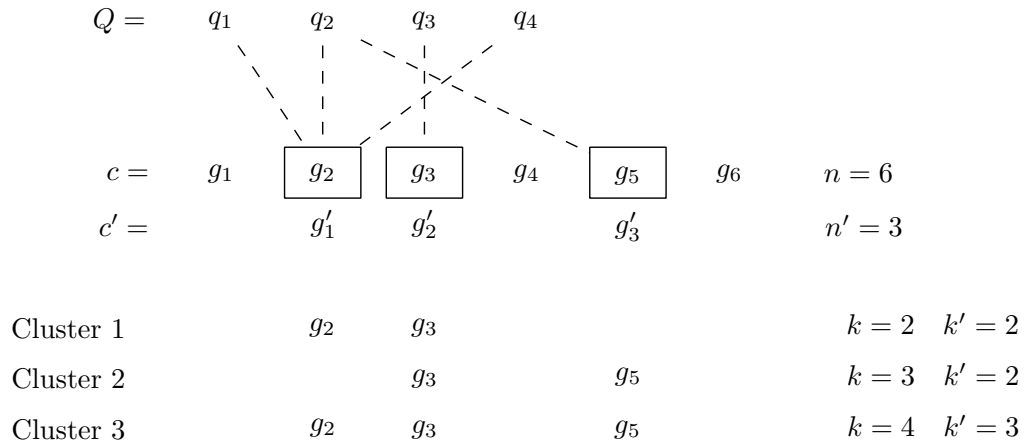 Q = q₁ q₂ q₃ q₄
c = g₁ g₂ g₃ g₄ g₅ g₆ n = 6
c′ = g′₁ g′₂ g′₃ n′ = 3
Cluster 1 g₂ g₃ k = 2 k′ = 2
Cluster 2 g₃ g₅ k = 3 k′ = 2
Cluster 3 g₂ g₃ g₅ k = 4 k′ = 3